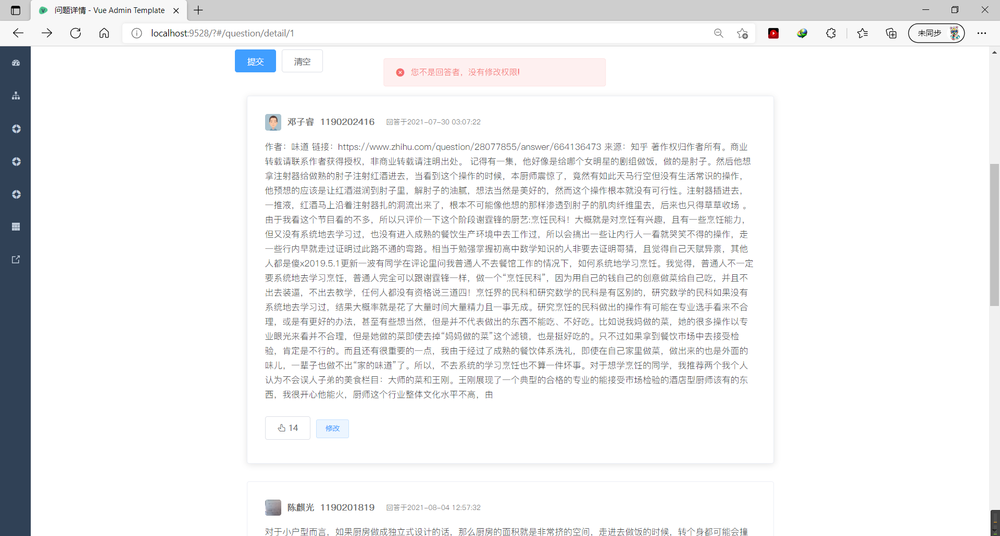 问题详情 - Vue Admin Template
localhost:9528/?#/question/detail/1
未同步
提交
清空
您不是回答者，没有修改权限!
邓子睿 1190202416 回答于2021-07-30 03:07:22
作者：味道 链接：https://www.zhihu.com/question/28077855/answer/664136473 来源：知乎 著作权归作者所有。商业
转载请联系作者获得授权，非商业转载请注明出处。 记得有一集，他好像是给哪个女明星的剧组做饭，做的是肘子。然后他想
拿注射器给做熟的肘子注射红酒进去，当看到这个操作的时候，本厨师震惊了，竟然有如此天马行空但没有生活常识的操作，
他预想的应该是让红酒滋润到肘子里，解肘子的油腻，想法当然是美好的，然而这个操作根本就没有可行性。注射器插进去，
一推液，红酒马上沿着注射器扎的洞流出来了，根本不可能像他想的那样渗透到肘子的肌肉纤维里去，后来也只得草草收场 。
由于我看这个节目看的不多，所以只评价一下这个阶段谢霆锋的厨艺:烹饪民科！大概就是对烹饪有兴趣，且有一些烹饪能力，
但又没有系统地去学习过，也没有进入成熟的餐饮生产环境中去工作过，所以会搞出一些让内行人一看就哭笑不得的操作，走
一些行内早就走过证明过此路不通的弯路。相当于勉强掌握初高中数学知识的人非要去证明哥猜，且觉得自己天赋异禀，其他
人都是傻x2019.5.1更新一波有同学在评论里问我普通人不去餐馆工作的情况下，如何系统地学习烹饪。我觉得，普通人不一定
要系统地去学习烹饪，普通人完全可以跟谢霆锋一样，做一个“烹饪民科”，因为用自己的钱自己的创意做菜给自己吃，并且不
出去装逼，不出去教学，任何人都没有资格说三道四！烹饪界的民科和研究数学的民科是有区别的，研究数学的民科如果没有
系统地去学习过，结果大概率就是花了大量时间大量精力且一事无成。研究烹饪的民科做出的操作有可能在专业选手看来不合
理，或是有更好的办法，甚至有些想当然，但是并不代表做出的东西不能吃、不好吃。比如说我妈做的菜，她的很多操作以专
业眼光来看并不合理，但是她做的菜即使去掉“妈妈做的菜”这个滤镜，也是挺好吃的。只不过如果拿到餐饮市场中去接受检
验，肯定是不行的。而且还有很重要的一点，我由于经过了成熟的餐饮体系洗礼，即使在自己家里做菜，做出来的也是外面的
味儿，一辈子也做不出“家的味道”了。所以，不去系统的学习烹饪也不算一件坏事。对于想学烹饪的同学，我推荐两个我个人
认为不会误人子弟的美食栏目：大师的菜和王刚。王刚展现了一个典型的合格的专业的能接受市场检验的酒店型厨师该有的东
西，我很开心他能火，厨师这个行业整体文化水平不高，由
14
修改
陈麒光 1190201819 回答于2021-08-04 12:57:32
对于小户型而言，如果厨房做成独立式设计的话，那么厨房的面积就是非常挤的空间，走进去做饭的时候，转个身都可能会撞